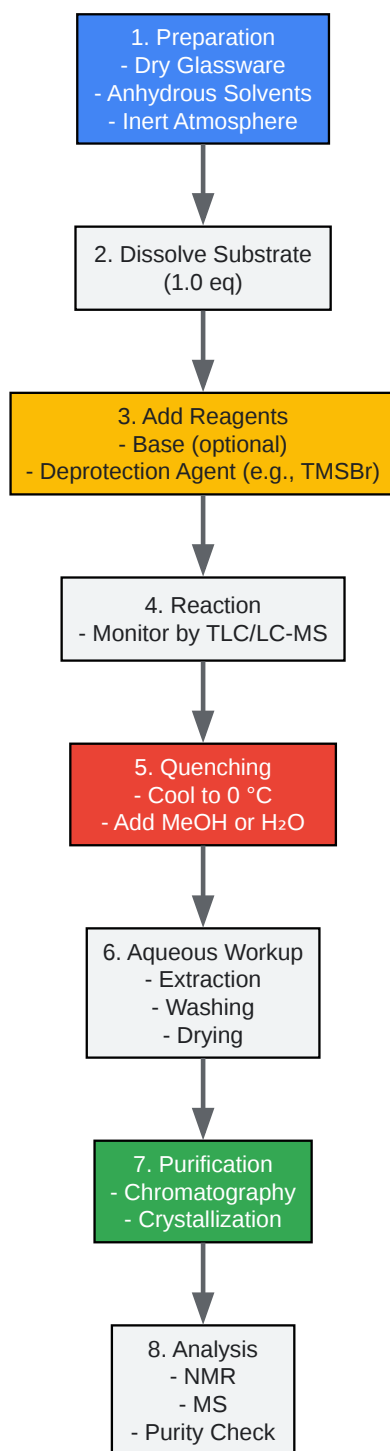 1. Preparation
- Dry Glassware
- Anhydrous Solvents
- Inert Atmosphere
2. Dissolve Substrate
(1.0 eq)
3. Add Reagents
- Base (optional)
- Deprotection Agent (e.g., TMSBr)
4. Reaction
- Monitor by TLC/LC-MS
5. Quenching
- Cool to 0 °C
- Add MeOH or H₂O
6. Aqueous Workup
- Extraction
- Washing
- Drying
7. Purification
- Chromatography
- Crystallization
8. Analysis
- NMR
- MS
- Purity Check